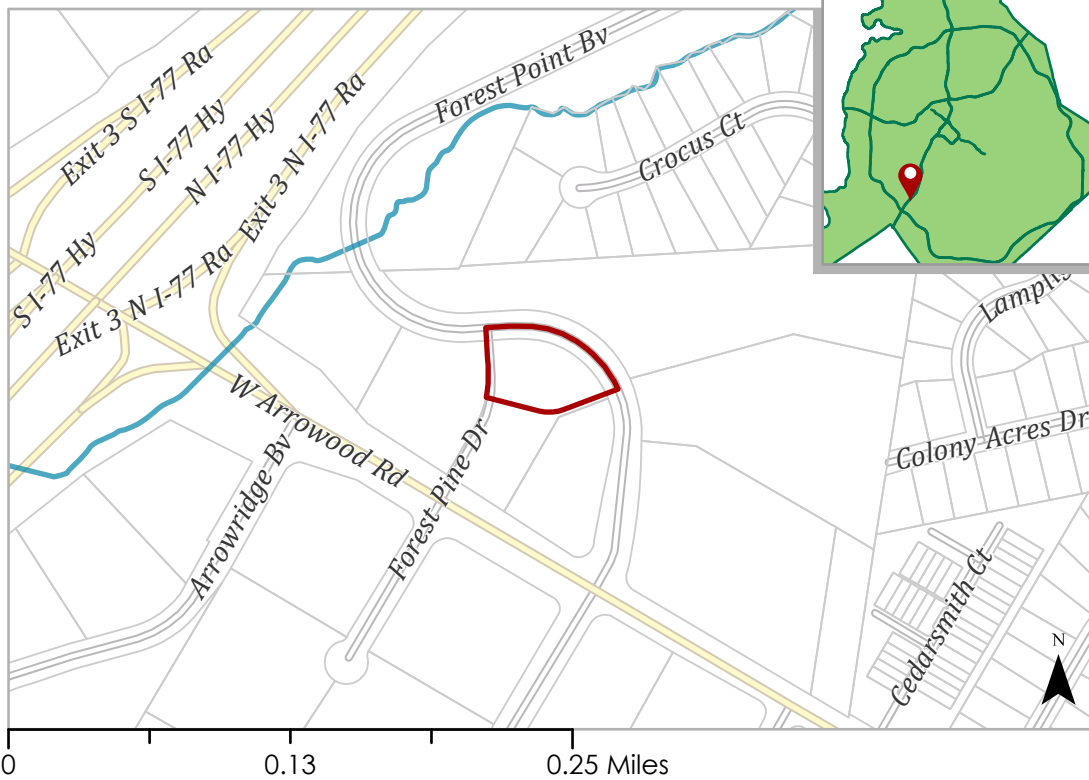 Forest Point Bv
Exit 3 S I-77 Ra
S I-77 Hy
N I-77 Hy
Exit 3 N I-77 Ra
Crocus Ct
S I-77 Hy
Exit 3 N I-77 Ra
W Arrowood Rd
Colony Acres Dr
Arrowridge Bv
Forest Pine Dr
Cedarsmith Ct
N
0
0.13
0.25 Miles